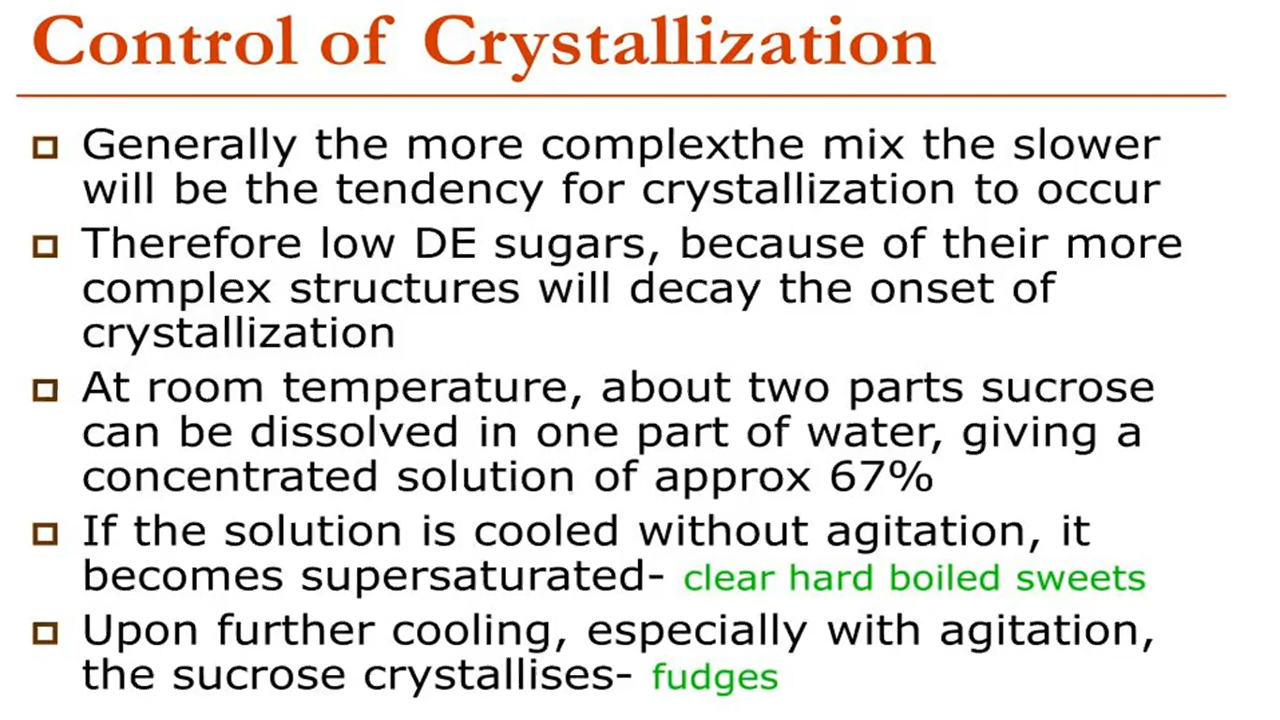 Control of Crystallization
Generally the more complexthe mix the slower
will be the tendency for crystallization to occur
Therefore low DE sugars, because of their more
complex structures will decay the onset of
crystallization
At room temperature, about two parts sucrose
can be dissolved in one part of water, giving a
concentrated solution of approx 67%
If the solution is cooled without agitation, it
becomes supersaturated- clear hard boiled sweets
Upon further cooling, especially with agitation,
the sucrose crystallises- fudges